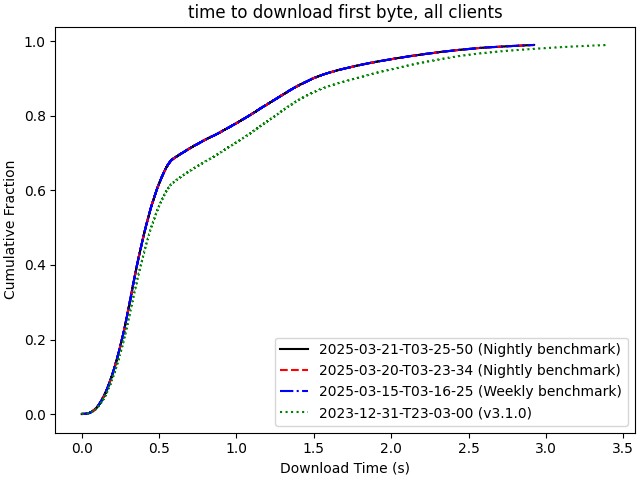 time to download first byte, all clients
1.0
0.8
0.6
0.4
0.2
0.0
Cumulative Fraction
2025-03-21-T03-25-50 (Nightly benchmark)
2025-03-20-T03-23-34 (Nightly benchmark)
2025-03-15-T03-16-25 (Weekly benchmark)
2023-12-31-T23-03-00 (v3.1.0)
0.0 0.5 1.0 1.5 2.0 2.5 3.0 3.5
Download Time (s)